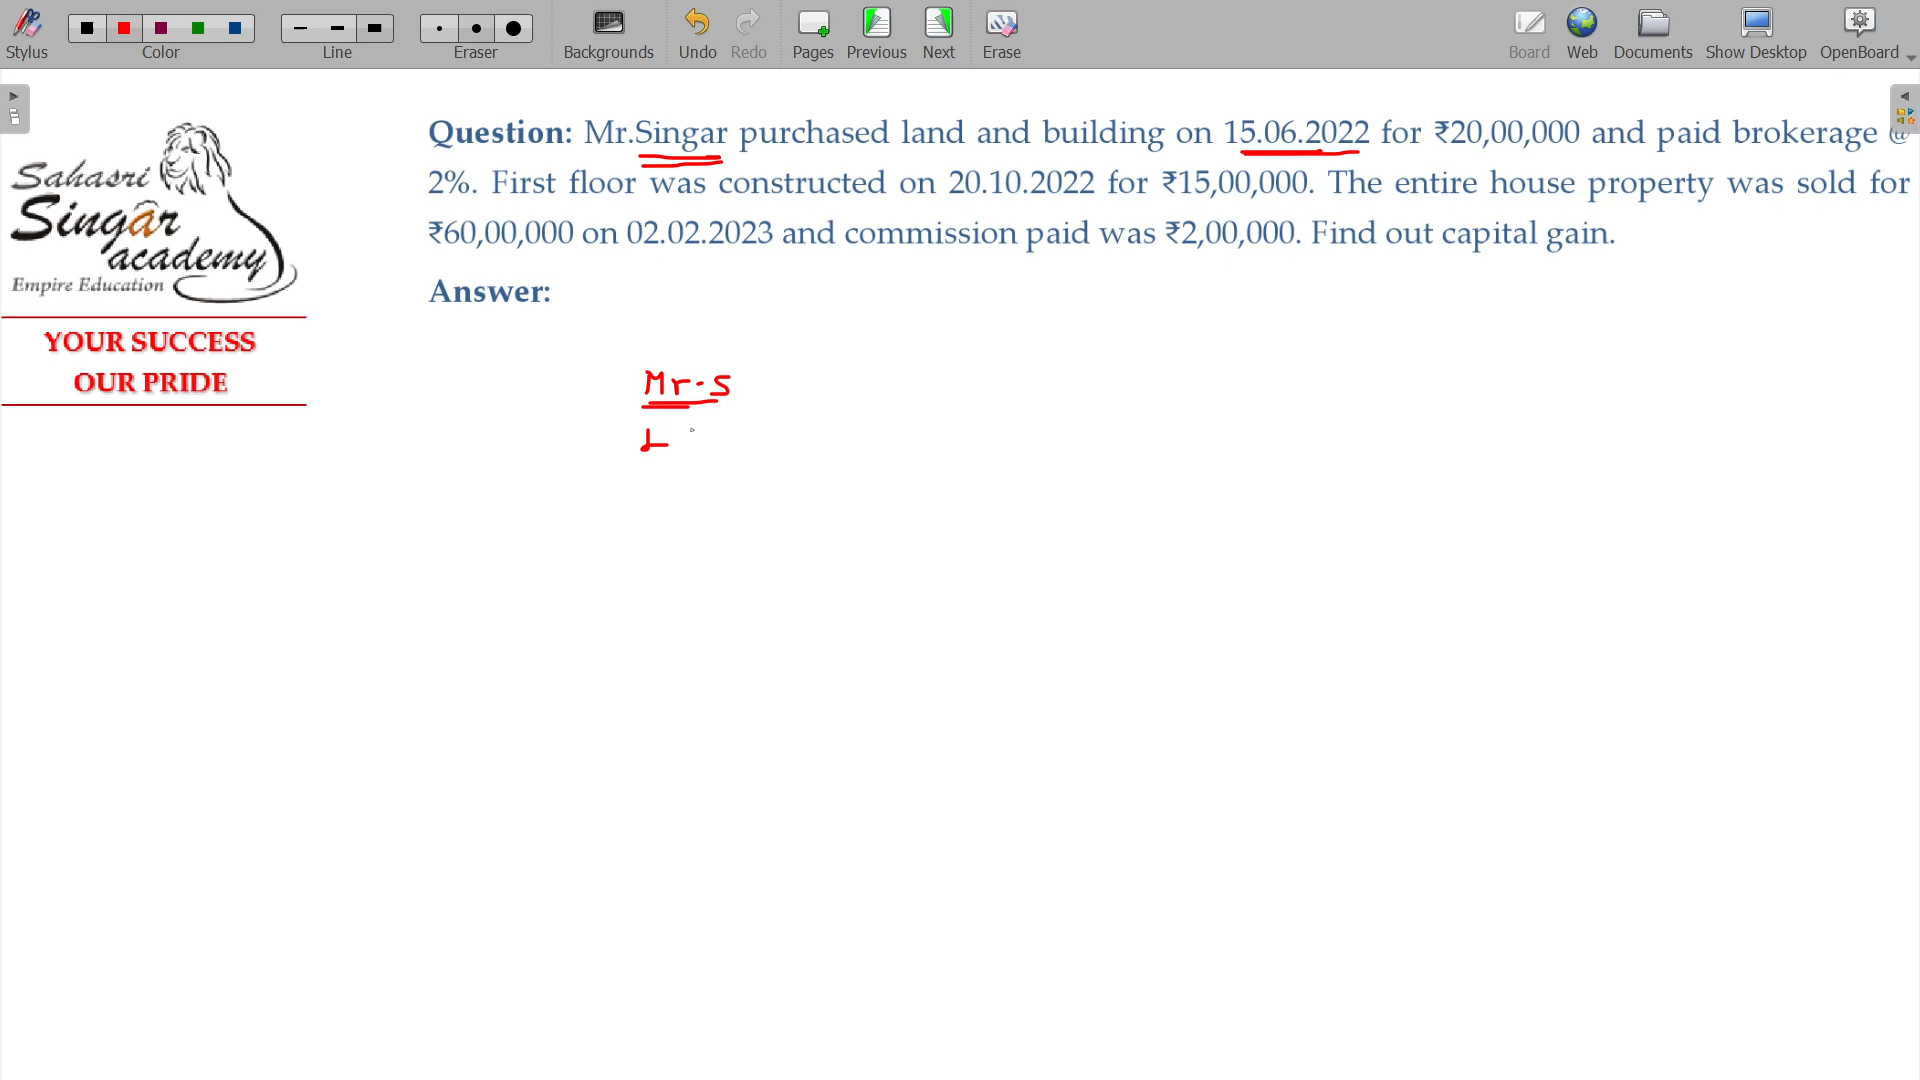 Stylus Color Line Eraser Backgrounds Undo Redo Pages Previous Next Erase Board Web Documents Show Desktop OpenBoard
Sahasri
Singar
academy
Empire Education
YOUR SUCCESS
OUR PRIDE
Question: Mr.Singar purchased land and building on 15.06.2022 for ₹20,00,000 and paid brokerage @
2%. First floor was constructed on 20.10.2022 for ₹15,00,000. The entire house property was sold for
₹60,00,000 on 02.02.2023 and commission paid was ₹2,00,000. Find out capital gain.
Answer:
Mr.S
L